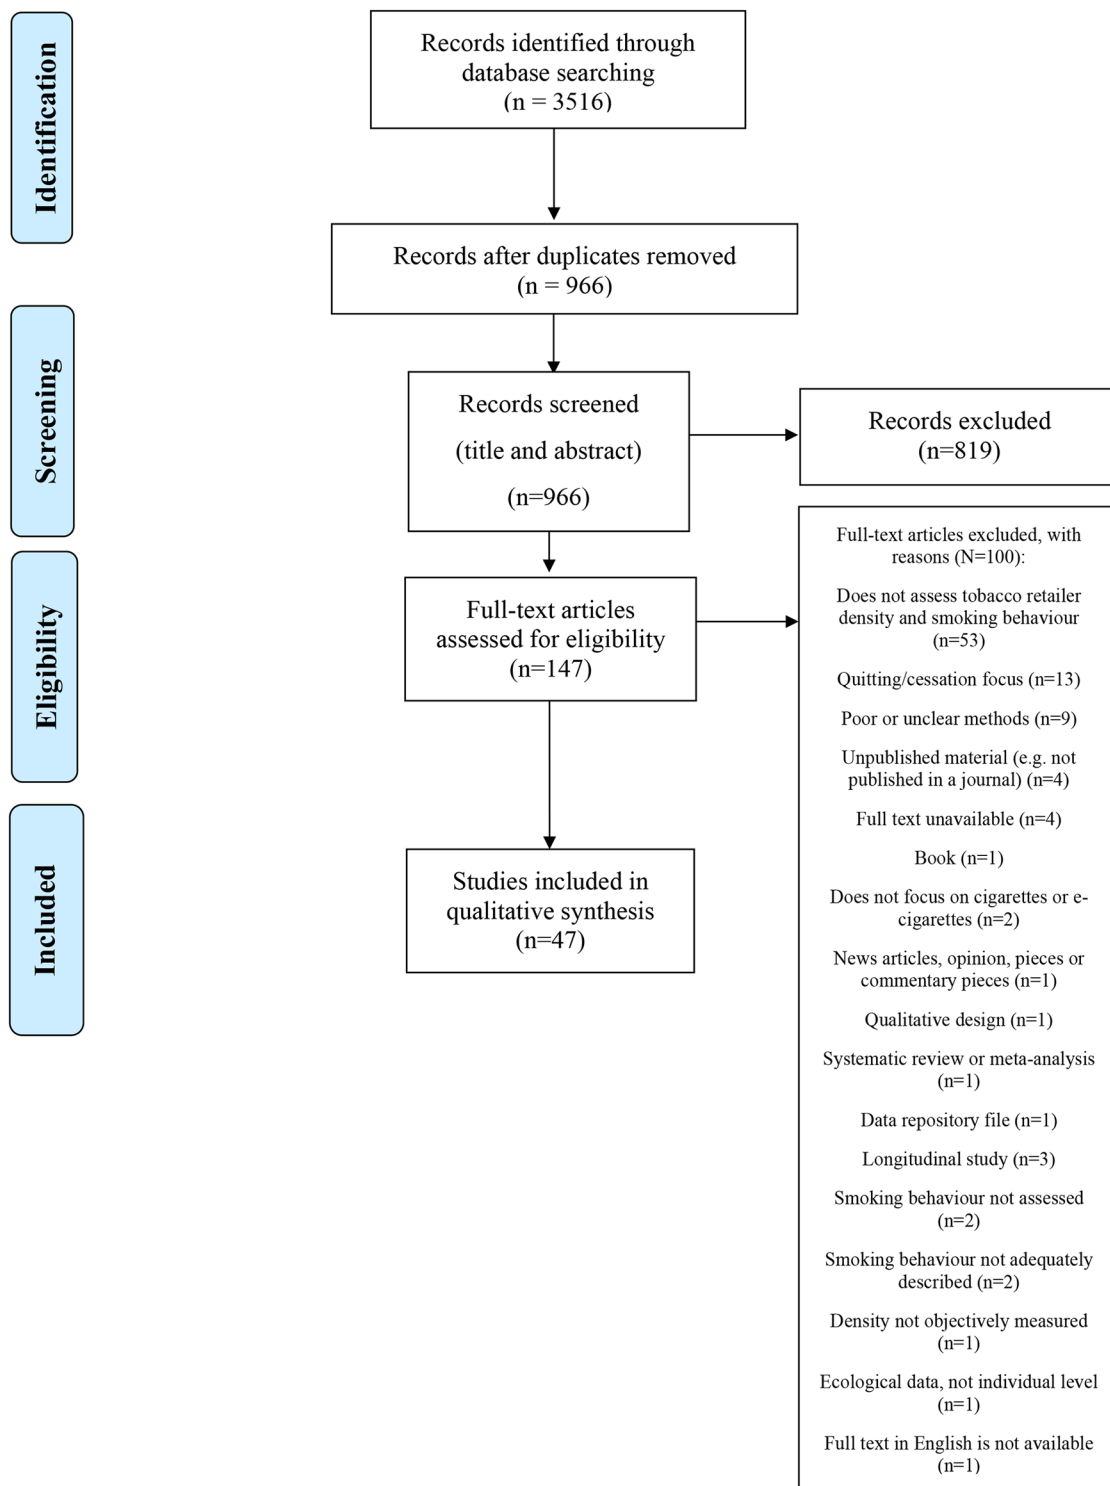 Identification
Records identified through
database searching
(n = 3516)
Records after duplicates removed
(n = 966)
Screening
Records screened
(title and abstract)
(n=966)
Records excluded
(n=819)
Eligibility
Full-text articles
assessed for eligibility
(n=147)
Full-text articles excluded, with
reasons (N=100):
Does not assess tobacco retailer
density and smoking behaviour
(n=53)
Quitting/cessation focus (n=13)
Poor or unclear methods (n=9)
Unpublished material (e.g. not
published in a journal) (n=4)
Full text unavailable (n=4)
Book (n=1)
Does not focus on cigarettes or e-
cigarettes (n=2)
News articles, opinion, pieces or
commentary pieces (n=1)
Qualitative design (n=1)
Systematic review or meta-analysis
(n=1)
Data repository file (n=1)
Longitudinal study (n=3)
Smoking behaviour not assessed
(n=2)
Smoking behaviour not adequately
described (n=2)
Density not objectively measured
(n=1)
Ecological data, not individual level
(n=1)
Full text in English is not available
(n=1)
Included
Studies included in
qualitative synthesis
(n=47)